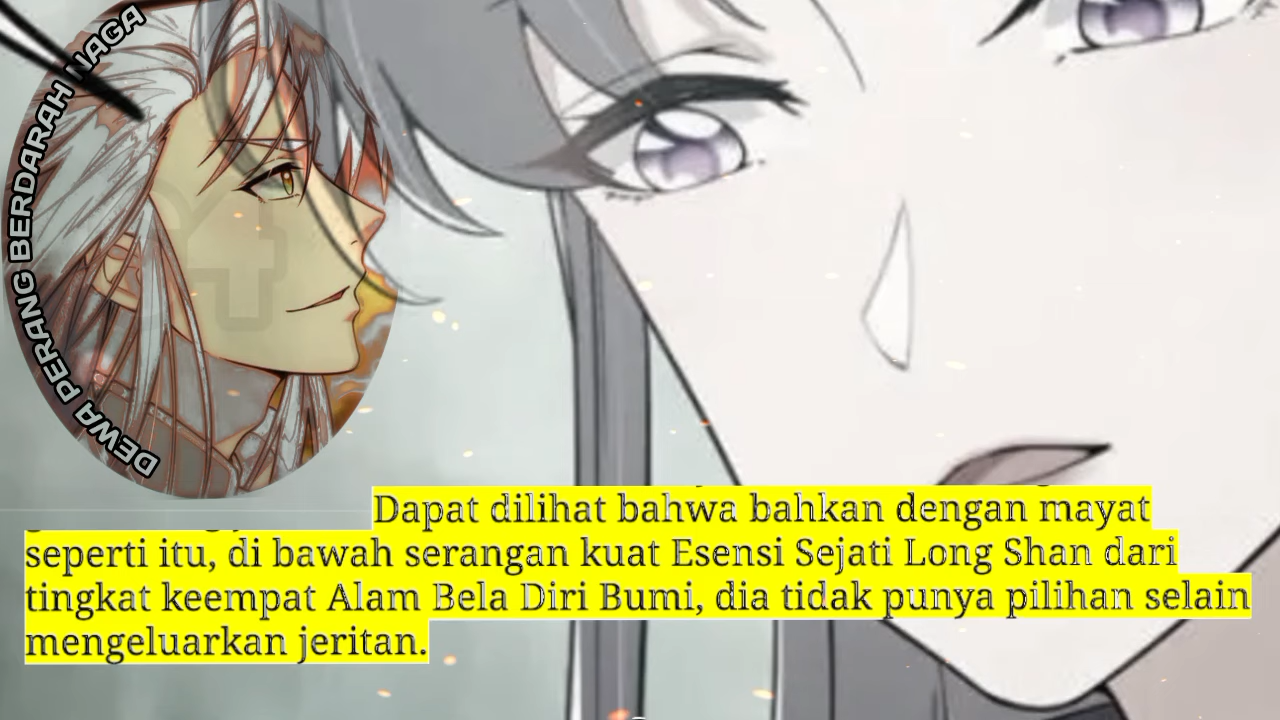 DEWA PERANG BERDARAH NAGA
Dapat dilihat bahwa bahkan dengan mayat
seperti itu, di bawah serangan kuat Esensi Sejati Long Shan dari
tingkat keempat Alam Bela Diri Bumi, dia tidak punya pilihan selain
mengeluarkan jeritan.